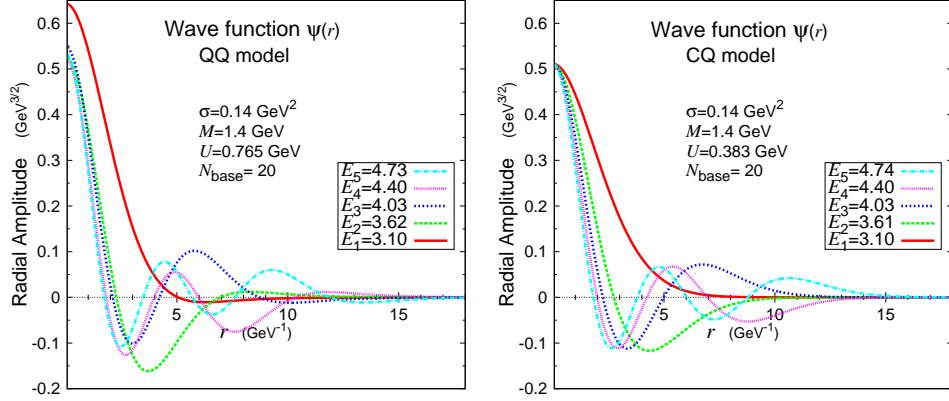 Wave function ψ(r)
QQ model
σ=0.14 GeV²
M=1.4 GeV
U=0.765 GeV
N_base= 20
E₅=4.73
E₄=4.40
E₃=4.03
E₂=3.62
E₁=3.10
Radial Amplitude (GeV^3/2)
0.6
0.5
0.4
0.3
0.2
0.1
0
-0.1
-0.2
5
10
15
r (GeV⁻¹)
Wave function ψ(r)
CQ model
σ=0.14 GeV²
M=1.4 GeV
U=0.383 GeV
N_base= 20
E₅=4.74
E₄=4.40
E₃=4.03
E₂=3.61
E₁=3.10
Radial Amplitude (GeV^3/2)
0.6
0.5
0.4
0.3
0.2
0.1
0
-0.1
-0.2
5
10
15
r (GeV⁻¹)